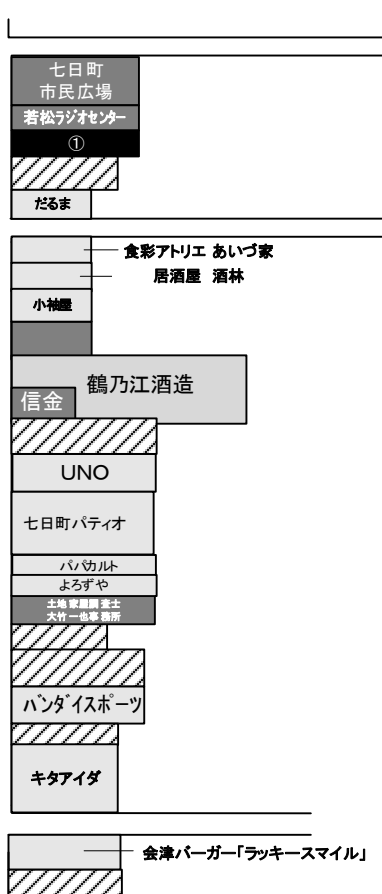 七日町
市民広場
若松ラジオセンター
①
だるま
食彩アトリエ あいづ家
居酒屋 酒林
小袖屋
鶴乃江酒造
信金
UNO
七日町パティオ
パパカルト
よろずや
土地家屋調査士
大竹一也事務所
バンダイスポーツ
キタアイダ
会津バーガー「ラッキースマイル」